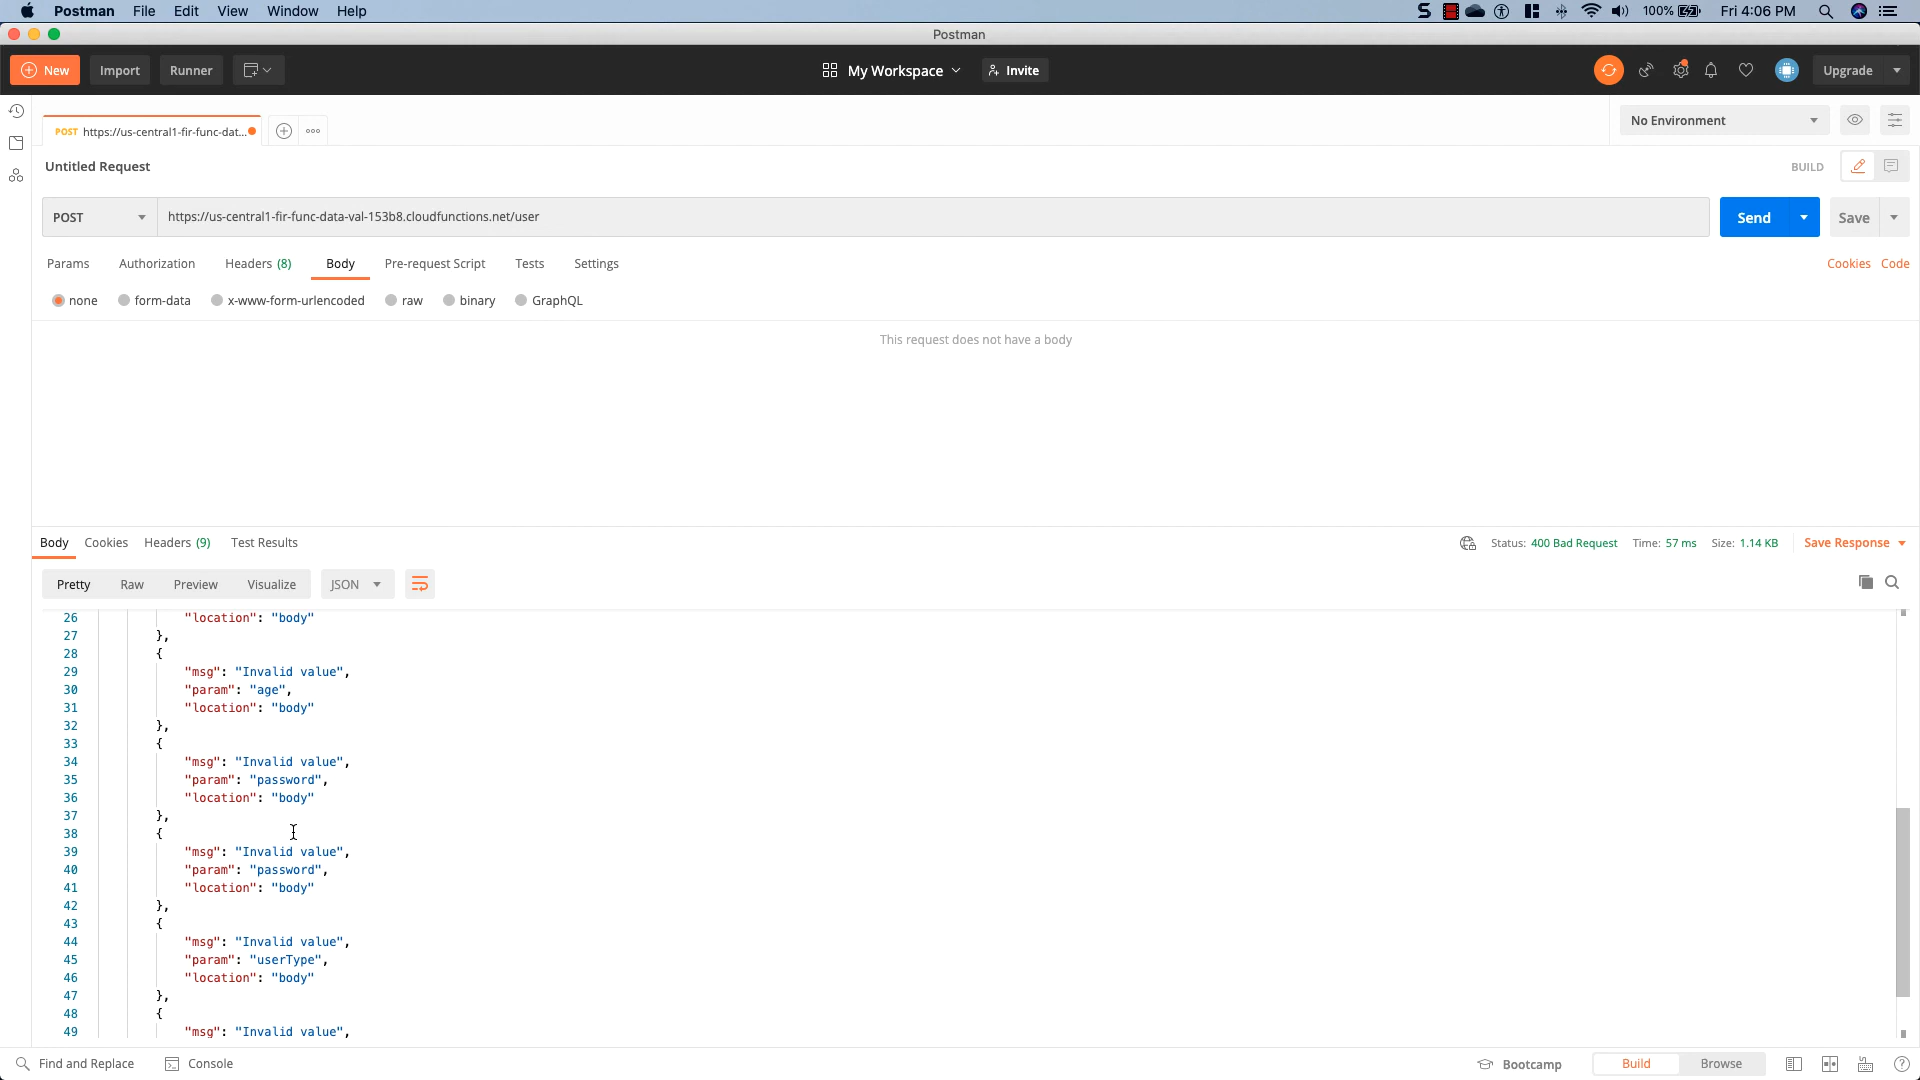 Postman File Edit View Window Help 100% Fri 4:06 PM
Postman
New Import Runner My Workspace Invite Upgrade
POST https://us-central1-fir-func-dat... No Environment
Untitled Request BUILD
POST https://us-central1-fir-func-data-val-153b8.cloudfunctions.net/user Send Save
Params Authorization Headers (8) Body Pre-request Script Tests Settings Cookies Code
none form-data x-www-form-urlencoded raw binary GraphQL
This request does not have a body
Body Cookies Headers (9) Test Results Status: 400 Bad Request Time: 57 ms Size: 1.14 KB Save Response
Pretty Raw Preview Visualize JSON
26 "location": "body"
27 },
28 {
29 "msg": "Invalid value",
30 "param": "age",
31 "location": "body"
32 },
33 {
34 "msg": "Invalid value",
35 "param": "password",
36 "location": "body"
37 },
38 {
39 "msg": "Invalid value",
40 "param": "password",
41 "location": "body"
42 },
43 {
44 "msg": "Invalid value",
45 "param": "userType",
46 "location": "body"
47 },
48 {
49 "msg": "Invalid value",
Find and Replace Console Bootcamp Build Browse